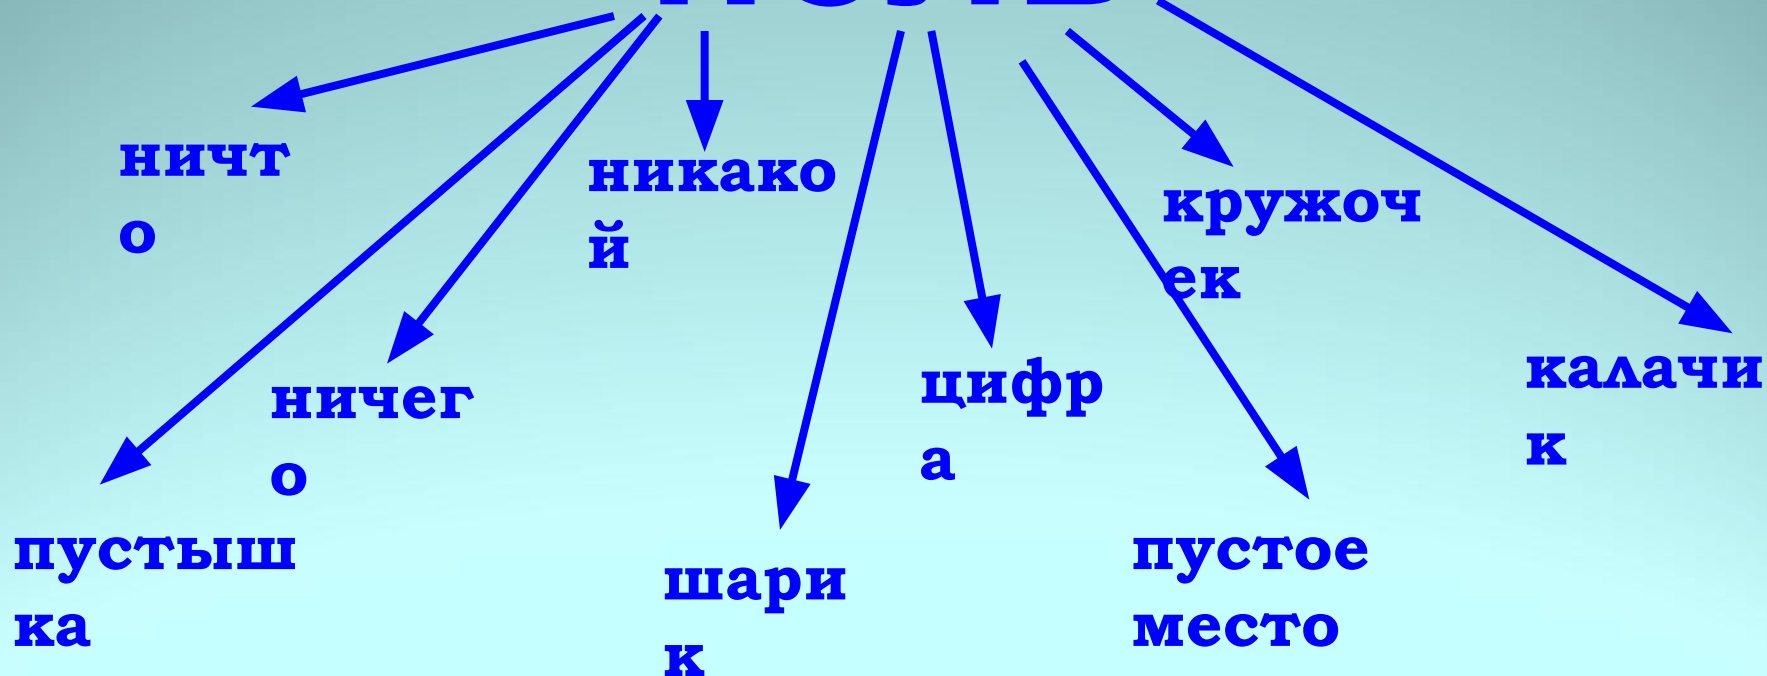 ничт
о
никако
й
кружоч
ек
калачи
к
ничег
о
цифр
а
пустыш
ка
шари
к
пустое
место